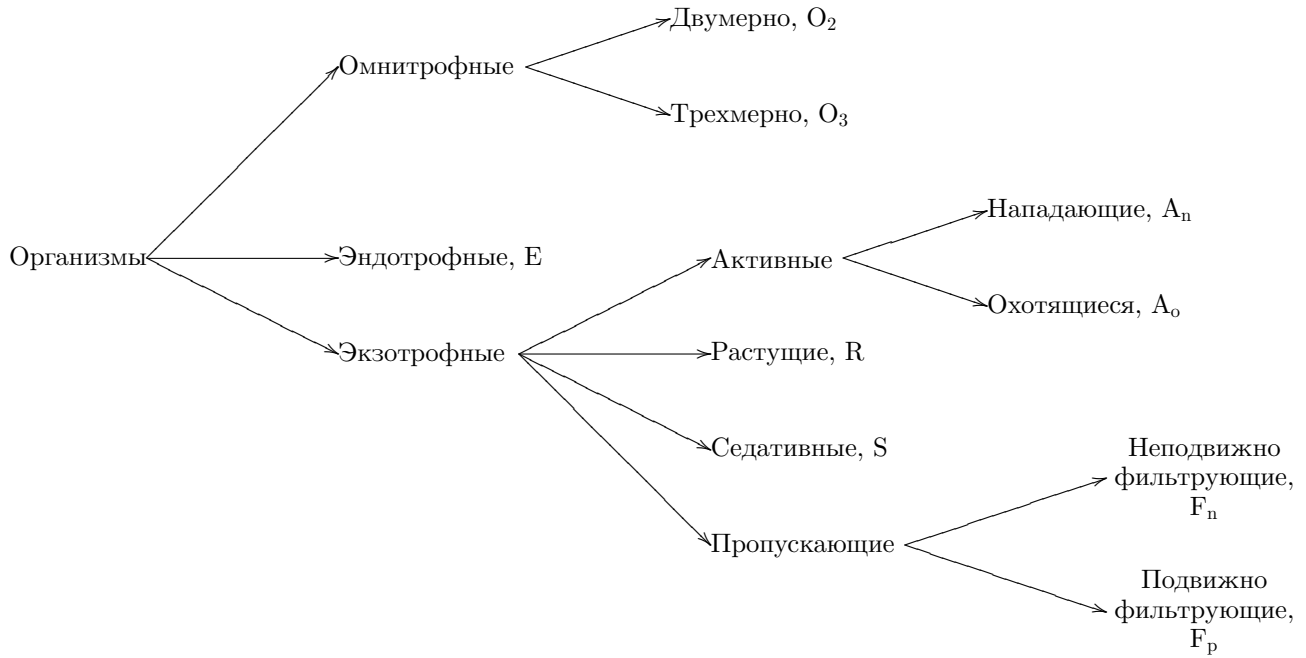 Двумерно, O₂
Омнитрофные
Трехмерно, O₃
Нападающие, Aₙ
Организмы
Эндотрофные, E
Активные
Охотящиеся, Aₒ
Экзотрофные
Растущие, R
Седативные, S
Неподвижно
фильтрующие,
Fₙ
Пропускающие
Подвижно
фильтрующие,
Fₚ